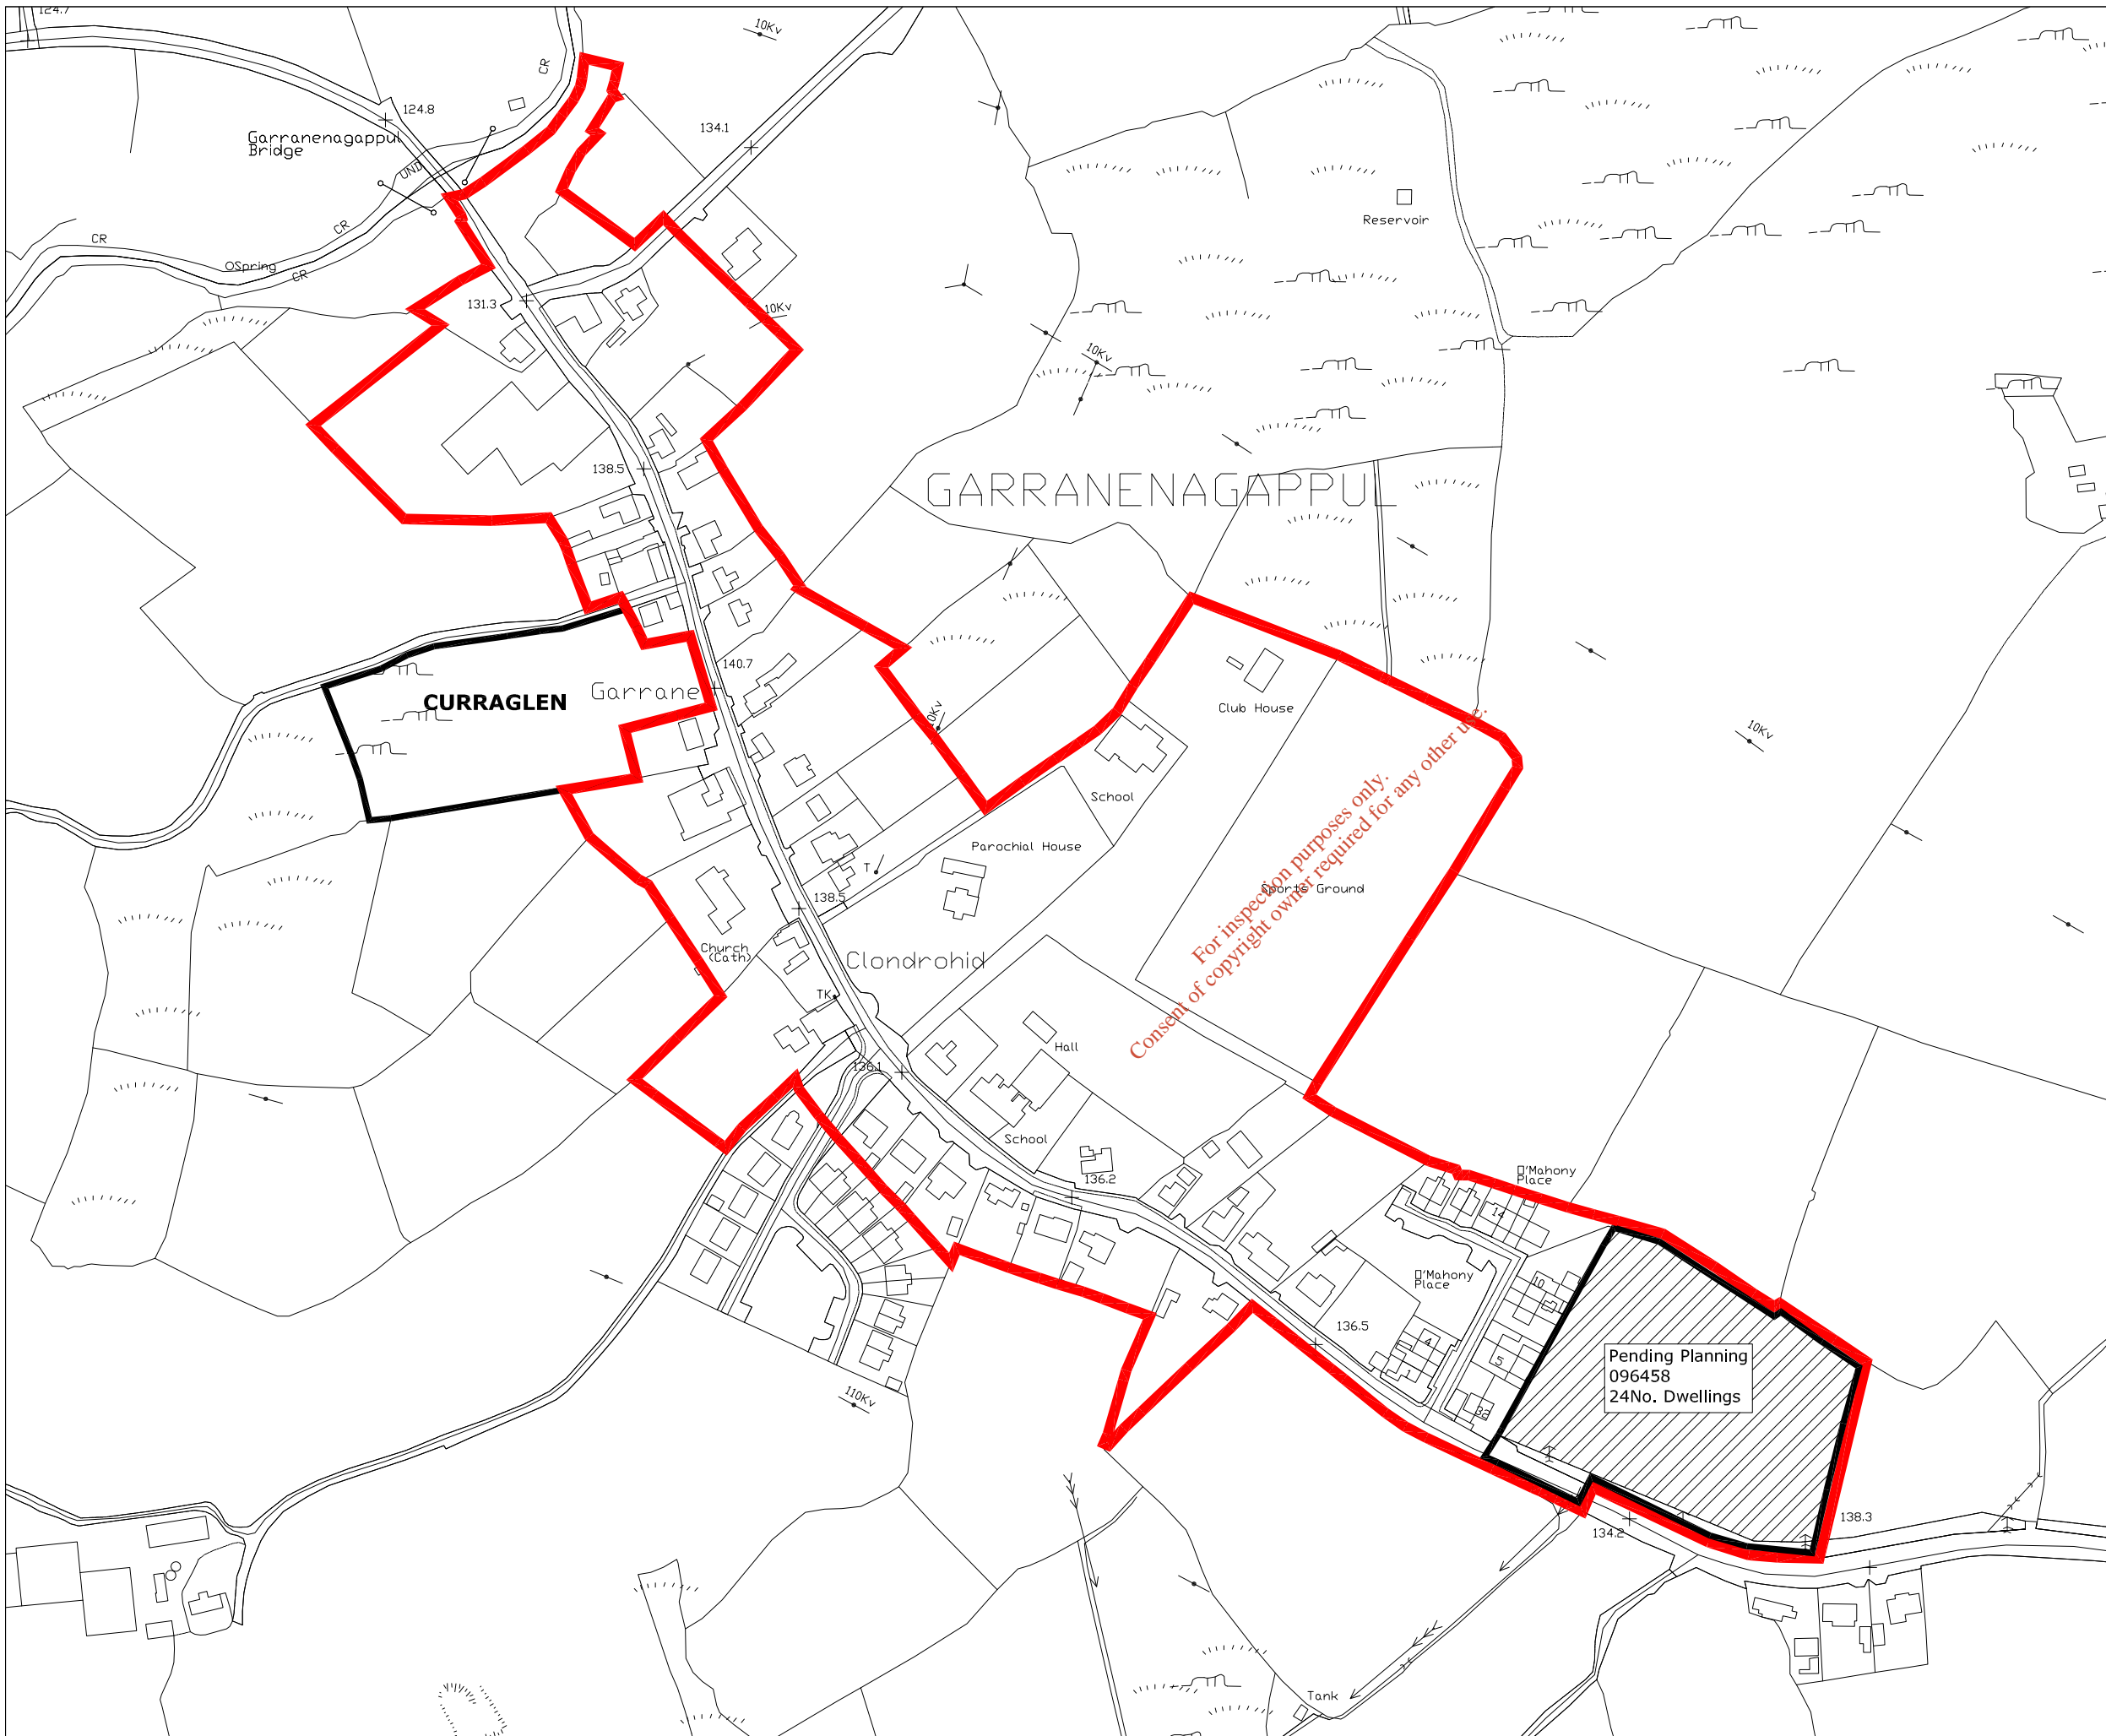 124.7
10Kv
CR
124.8
Garranenagappul
Bridge
134.1
UND
CR
CR
OSpring
CR
Reservoir
131.3
10Kv
10Kv
138.5
GARRANENAGAPPUL
140.7
CURRAGLEN
Garrane
10Kv
Club House
10Kv
School
Parochial House
T
Sports Ground
For inspection purposes only.
Consent of copyright owner required for any other use.
138.5
Church
(Cath)
Clondrohid
TK
Hall
136.1
School
136.2
O'Mahony
Place
14
O'Mahony
Place
10
136.5
4
1
5
32
Pending Planning
096458
24No. Dwellings
110Kv
134.2
138.3
Tank